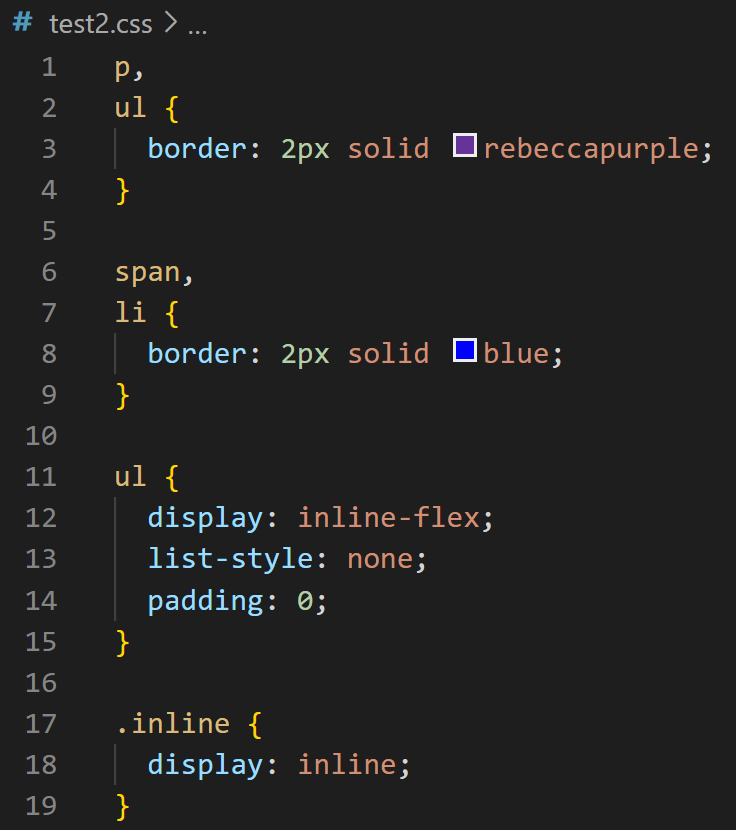 # test2.css > ...
1 p,
2 ul {
3 border: 2px solid rebeccapurple;
4 }
5
6 span,
7 li {
8 border: 2px solid blue;
9 }
10
11 ul {
12 display: inline-flex;
13 list-style: none;
14 padding: 0;
15 }
16
17 .inline {
18 display: inline;
19 }